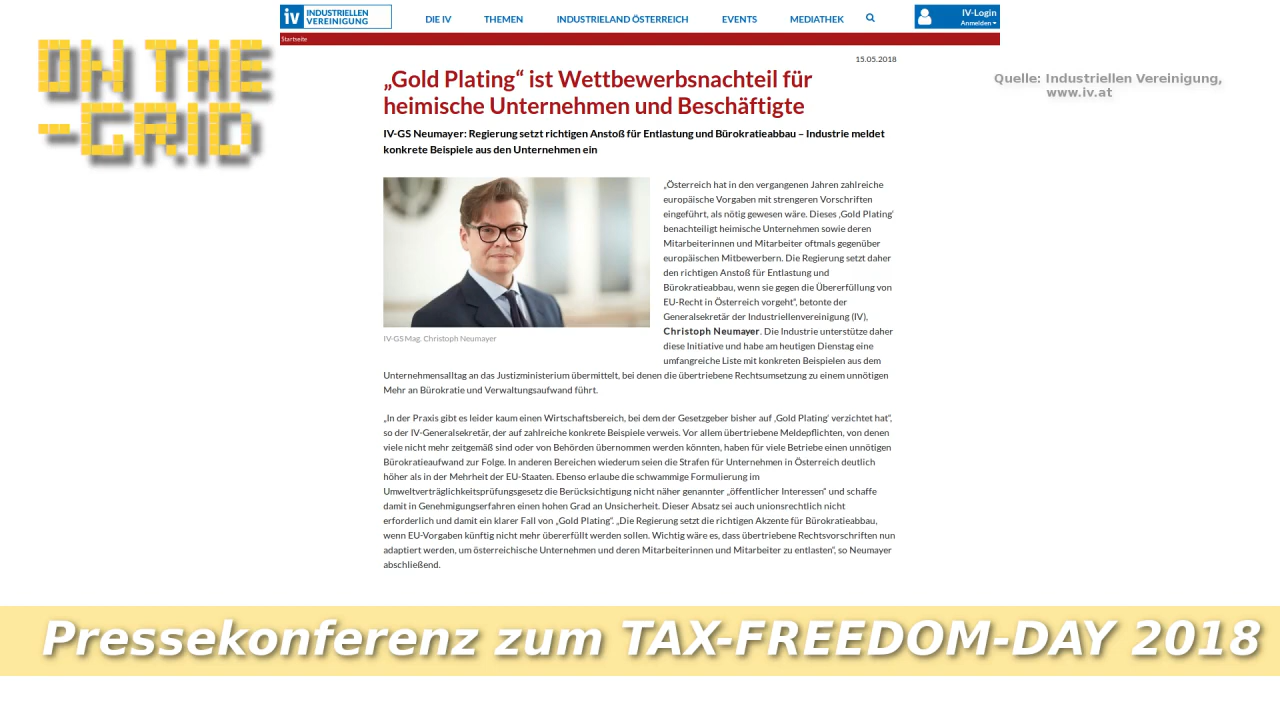 iv INDUSTRIELLEN
VEREINIGUNG
DIE IV THEMEN INDUSTRIELAND ÖSTERREICH EVENTS MEDIATHEK
IV-Login
Anmelden
Startseite
ON THE
-GRID
Quelle: Industriellen Vereinigung,
www.iv.at
15.05.2018
„Gold Plating“ ist Wettbewerbsnachteil für
heimische Unternehmen und Beschäftigte
IV-GS Neumayer: Regierung setzt richtigen Anstoß für Entlastung und Bürokratieabbau – Industrie meldet
konkrete Beispiele aus den Unternehmen ein
IV-GS Mag. Christoph Neumayer
„Österreich hat in den vergangenen Jahren zahlreiche
europäische Vorgaben mit strengeren Vorschriften
eingeführt, als nötig gewesen wäre. Dieses ‚Gold Plating‘
benachteiligt heimische Unternehmen sowie deren
Mitarbeiterinnen und Mitarbeiter oftmals gegenüber
europäischen Mitbewerbern. Die Regierung setzt daher
den richtigen Anstoß für Entlastung und
Bürokratieabbau, wenn sie gegen die Übererfüllung von
EU-Recht in Österreich vorgeht“, betonte der
Generalsekretär der Industriellenvereinigung (IV),
Christoph Neumayer. Die Industrie unterstütze daher
diese Initiative und habe am heutigen Dienstag eine
umfangreiche Liste mit konkreten Beispielen aus dem
Unternehmensalltag an das Justizministerium übermittelt, bei denen die übertriebene Rechtsumsetzung zu einem unnötigen
Mehr an Bürokratie und Verwaltungsaufwand führt.
„In der Praxis gibt es leider kaum einen Wirtschaftsbereich, bei dem der Gesetzgeber bisher auf ‚Gold Plating‘ verzichtet hat“,
so der IV-Generalsekretär, der auf zahlreiche konkrete Beispiele verweis. Vor allem übertriebene Meldepflichten, von denen
viele nicht mehr zeitgemäß sind oder von Behörden übernommen werden könnten, haben für viele Betriebe einen unnötigen
Bürokratieaufwand zur Folge. In anderen Bereichen wiederum seien die Strafen für Unternehmen in Österreich deutlich
höher als in der Mehrheit der EU-Staaten. Ebenso erlaube die schwammige Formulierung im
Umweltverträglichkeitsprüfungsgesetz die Berücksichtigung nicht näher genannter „öffentlicher Interessen“ und schaffe
damit in Genehmigungserfahren einen hohen Grad an Unsicherheit. Dieser Absatz sei auch unionsrechtlich nicht
erforderlich und damit ein klarer Fall von „Gold Plating“. „Die Regierung setzt die richtigen Akzente für Bürokratieabbau,
wenn EU-Vorgaben künftig nicht mehr übererfüllt werden sollen. Wichtig wäre es, dass übertriebene Rechtsvorschriften nun
adaptiert werden, um österreichische Unternehmen und deren Mitarbeiterinnen und Mitarbeiter zu entlasten“, so Neumayer
abschließend.
Pressekonferenz zum TAX-FREEDOM-DAY 2018